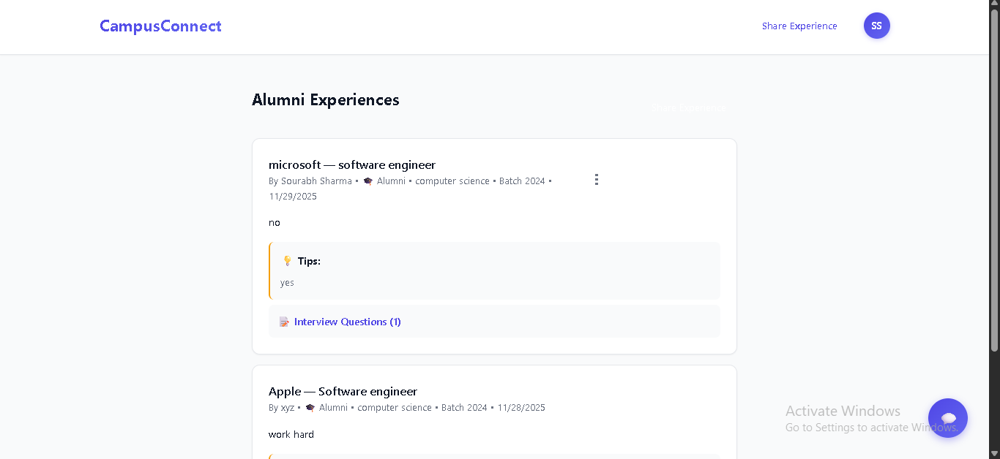 CampusConnect
Share Experience
SS
Alumni Experiences
Share Experience
microsoft — software engineer
By Sourabh Sharma • 🎓 Alumni • computer science • Batch 2024 •
11/29/2025
no
💡 Tips:
yes
📝 Interview Questions (1)
Apple — Software engineer
By xyz • 🎓 Alumni • computer science • Batch 2024 • 11/28/2025
work hard
Activate Windows
Go to Settings to activate Windows.